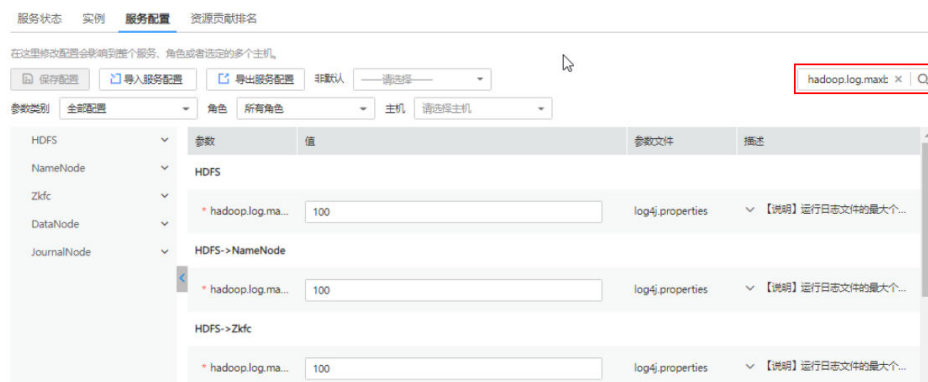 服务状态 实例 服务配置 资源贡献排名
在这里修改配置会影响到整个服务、角色或者选定的多个主机。
保存配置 导入服务配置 导出服务配置 非默认 ——请选择—— hadoop.log.maxb ×
参数类别 全部配置 角色 所有角色 主机 请选择主机
HDFS 参数 值 参数文件 描述
NameNode HDFS
Zkfc
* hadoop.log.ma... 100 log4j.properties 【说明】运行日志文件的最大个...
DataNode
JournalNode HDFS->NameNode
* hadoop.log.ma... 100 log4j.properties 【说明】运行日志文件的最大个...
HDFS->Zkfc
* hadoop.log.ma... 100 log4j.properties 【说明】运行日志文件的最大个...